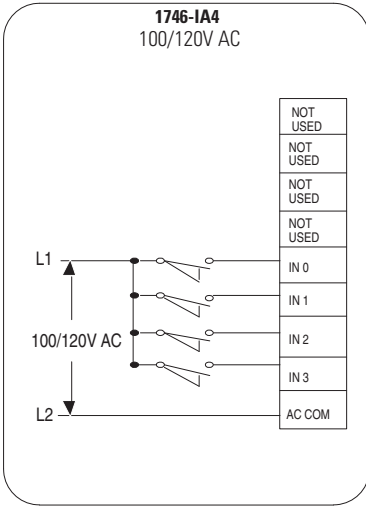 1746-IA4
100/120V AC
NOT
USED
NOT
USED
NOT
USED
NOT
USED
L1
IN 0
IN 1
100/120V AC
IN 2
IN 3
L2
AC COM